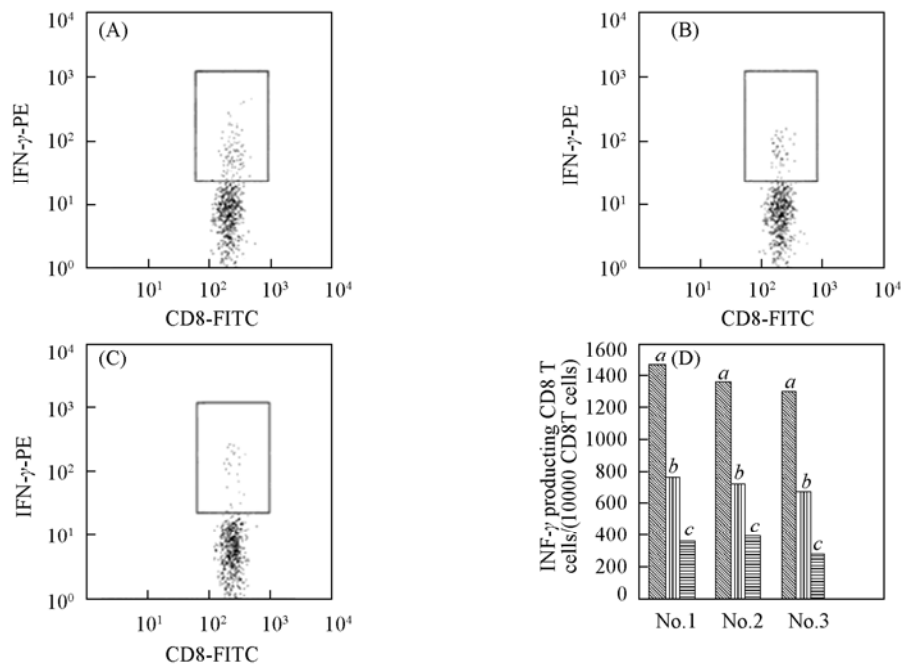 (A)
10⁴
10³
10²
10¹
10⁰
IFN-γ-PE
10¹ 10² 10³ 10⁴
CD8-FITC
(B)
10⁴
10³
10²
10¹
10⁰
IFN-γ-PE
10¹ 10² 10³ 10⁴
CD8-FITC
(C)
10⁴
10³
10²
10¹
10⁰
IFN-γ-PE
10¹ 10² 10³ 10⁴
CD8-FITC
(D)
INF-γ producting CD8 T
cells/(10000 CD8T cells)
1600
1400
1200
1000
800
600
400
200
0
a b c a b c a b c
No.1 No.2 No.3